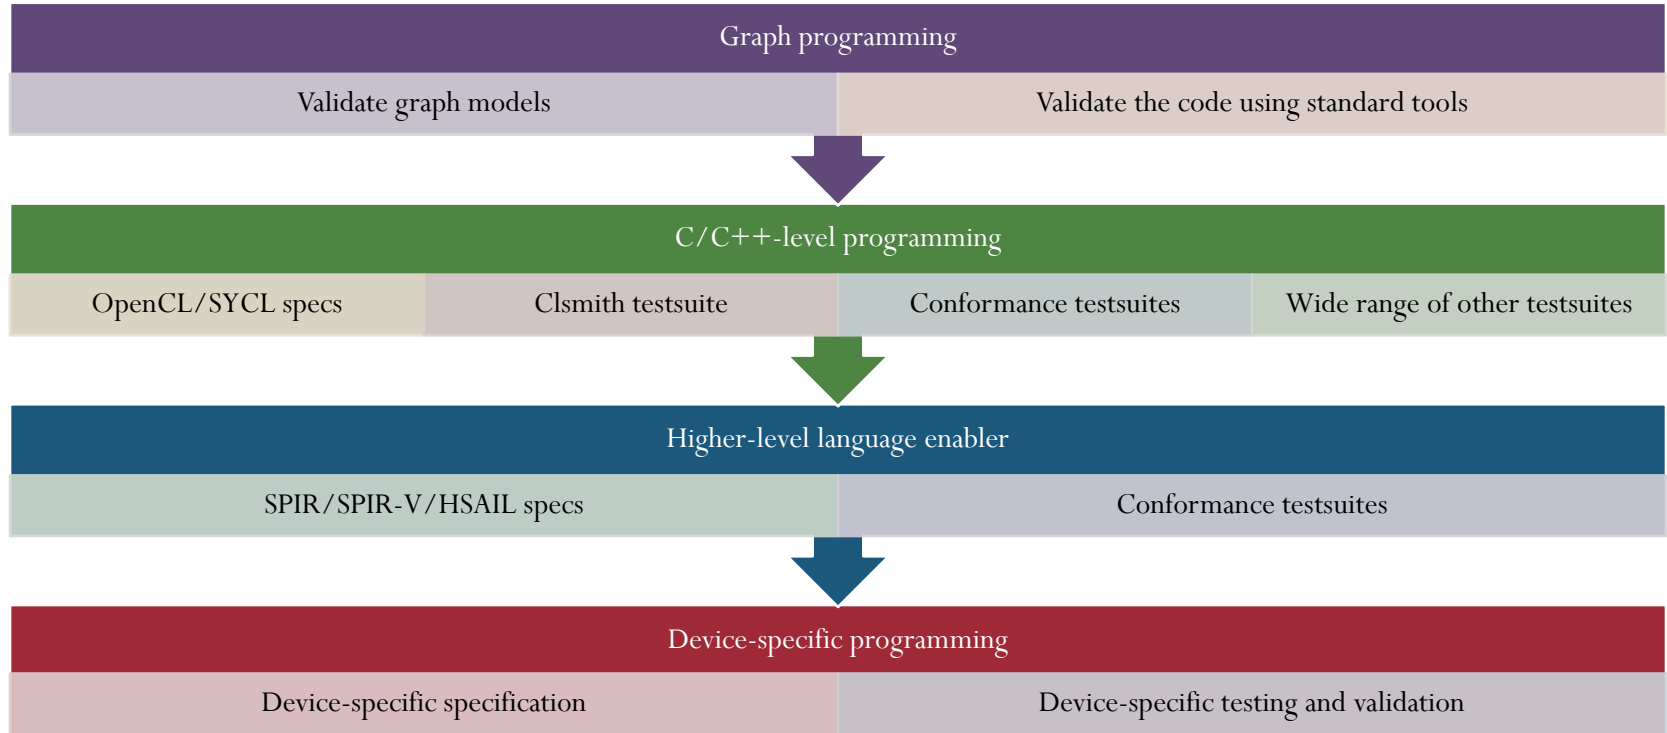 Graph programming
Validate graph models
Validate the code using standard tools
C/C++-level programming
OpenCL/SYCL specs
Clsmith testsuite
Conformance testsuites
Wide range of other testsuites
Higher-level language enabler
SPIR/SPIR-V/HSAIL specs
Conformance testsuites
Device-specific programming
Device-specific specification
Device-specific testing and validation